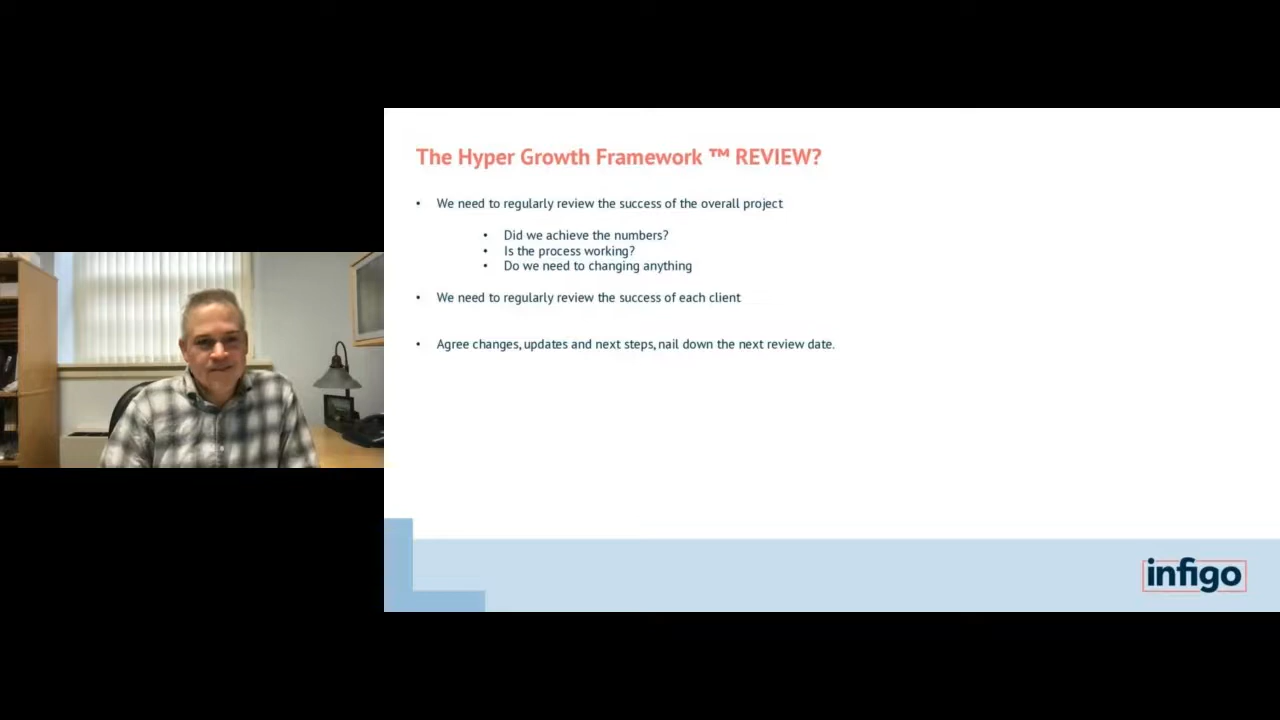 The Hyper Growth Framework ™ REVIEW?
• We need to regularly review the success of the overall project
• Did we achieve the numbers?
• Is the process working?
• Do we need to changing anything
• We need to regularly review the success of each client
• Agree changes, updates and next steps, nail down the next review date.
infigo